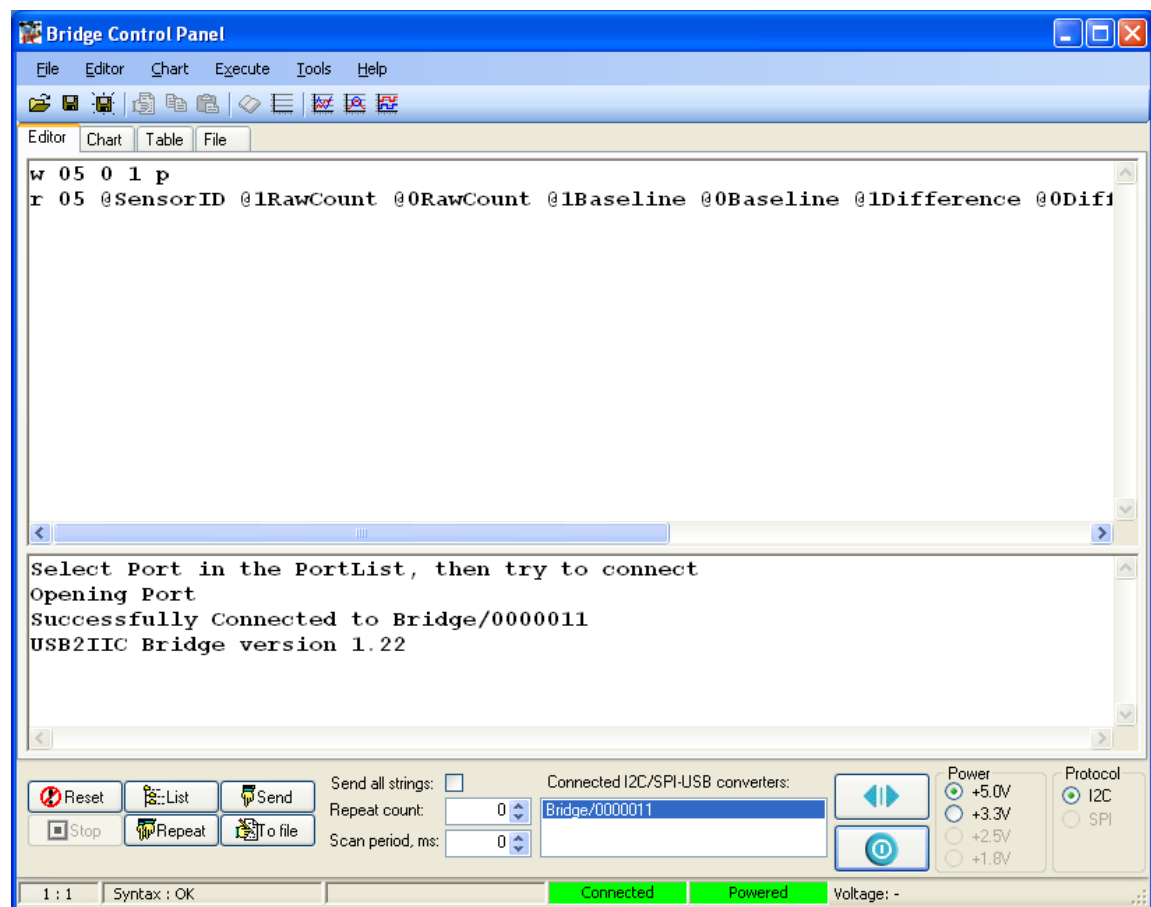 Bridge Control Panel
File Editor Chart Execute Tools Help
Editor Chart Table File
w 05 0 1 p
r 05 @SensorID @1RawCount @0RawCount @1Baseline @0Baseline @1Difference @0Diff
Select Port in the PortList, then try to connect
Opening Port
Successfully Connected to Bridge/0000011
USB2IIC Bridge version 1.22
Reset List Send
Stop Repeat To file
Send all strings:
Repeat count: 0
Scan period, ms: 0
Connected I2C/SPI-USB converters:
Bridge/0000011
Power
+5.0V
+3.3V
+2.5V
+1.8V
Protocol
I2C
SPI
1 : 1 Syntax : OK Connected Powered Voltage: -